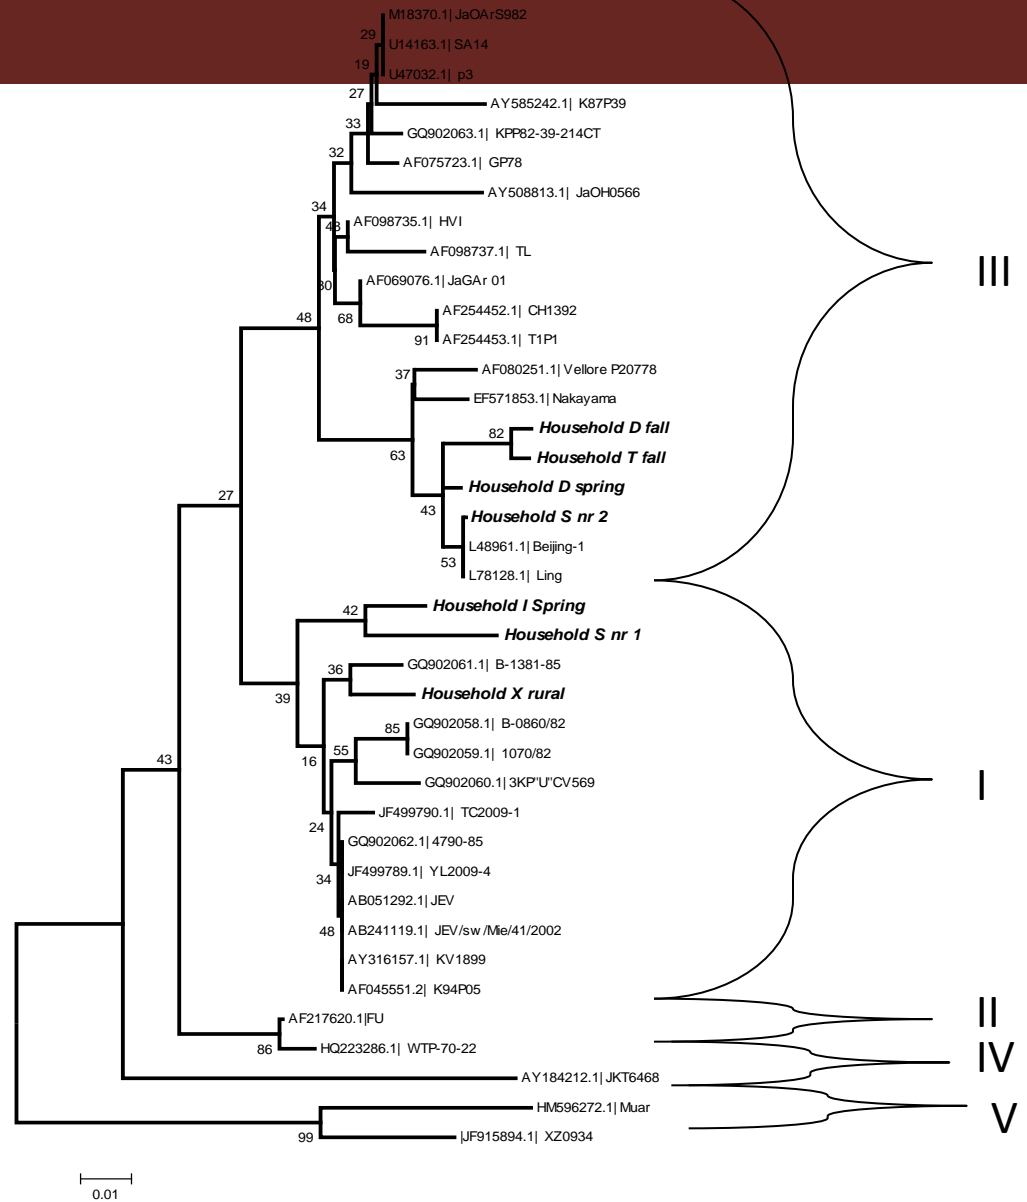 M18370.1| JaOArS982
29
U14163.1| SA14
19
U47032.1| p3
27
AY585242.1| K87P39
33
GQ902063.1| KPP82-39-214CT
32
AF075723.1| GP78
AY508813.1| JaOH0566
34
43
AF098735.1| HVI
AF098737.1| TL
III
30
AF069076.1| JaGAr 01
68
AF254452.1| CH1392
48
91
AF254453.1| T1P1
37
AF080251.1| Vellore P20778
EF571853.1| Nakayama
82
Household D fall
63
Household T fall
Household D spring
27
43
Household S nr 2
L48961.1| Beijing-1
53
L78128.1| Ling
42
Household I Spring
Household S nr 1
36
GQ902061.1| B-1381-85
39
Household X rural
85
GQ902058.1| B-0860/82
16
55
GQ902059.1| 1070/82
43
GQ902060.1| 3KP"U"CV569
I
24
JF499790.1| TC2009-1
GQ902062.1| 4790-85
34
JF499789.1| YL2009-4
AB051292.1| JEV
48
AB241119.1| JEV/sw/Mie/41/2002
AY316157.1| KV1899
AF045551.2| K94P05
II
AF217620.1|FU
86
HQ223286.1| WTP-70-22
IV
AY184212.1| JKT6468
HM596272.1| Muar
V
99
|JF915894.1| XZ0934
0.01